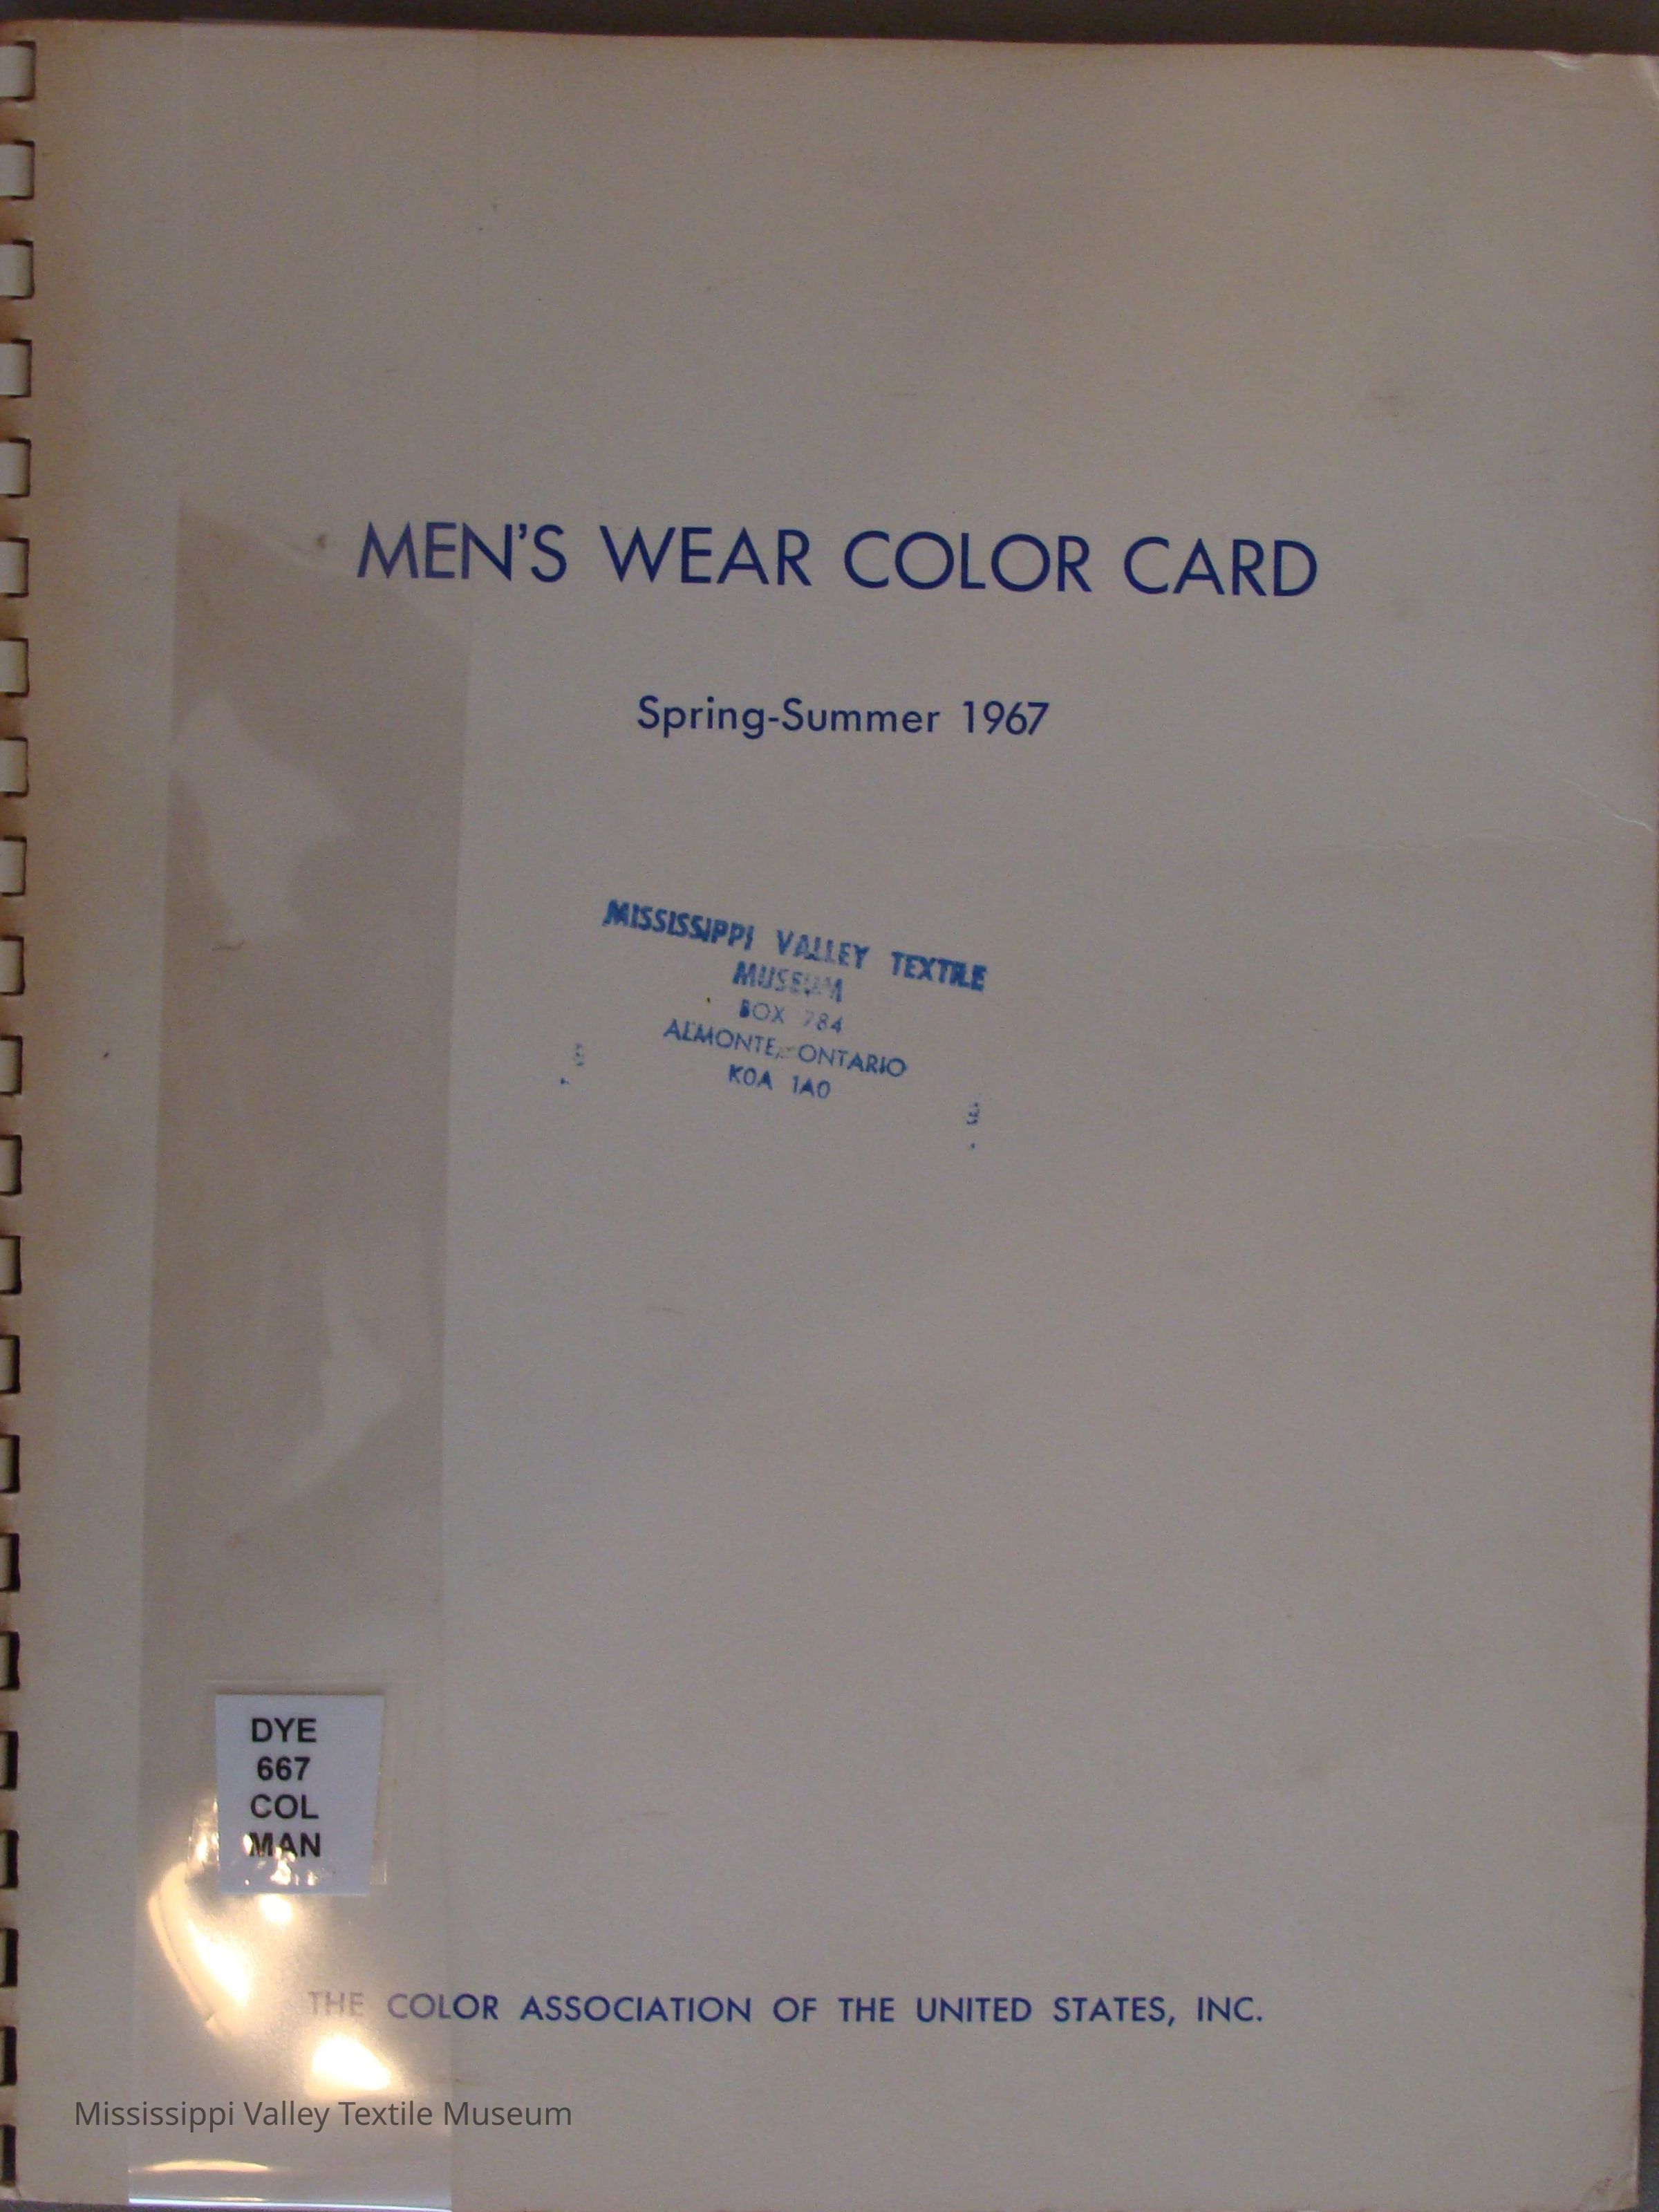 MEN'S WEAR COLOR CARD
Spring-Summer 1967
MISSISSIPPI VALLEY TEXTILE
MUSEUM
BOX 784
ALMONTE, ONTARIO
K0A 1A0
DYE
667
COL
MAN
THE COLOR ASSOCIATION OF THE UNITED STATES, INC.
Mississippi Valley Textile Museum